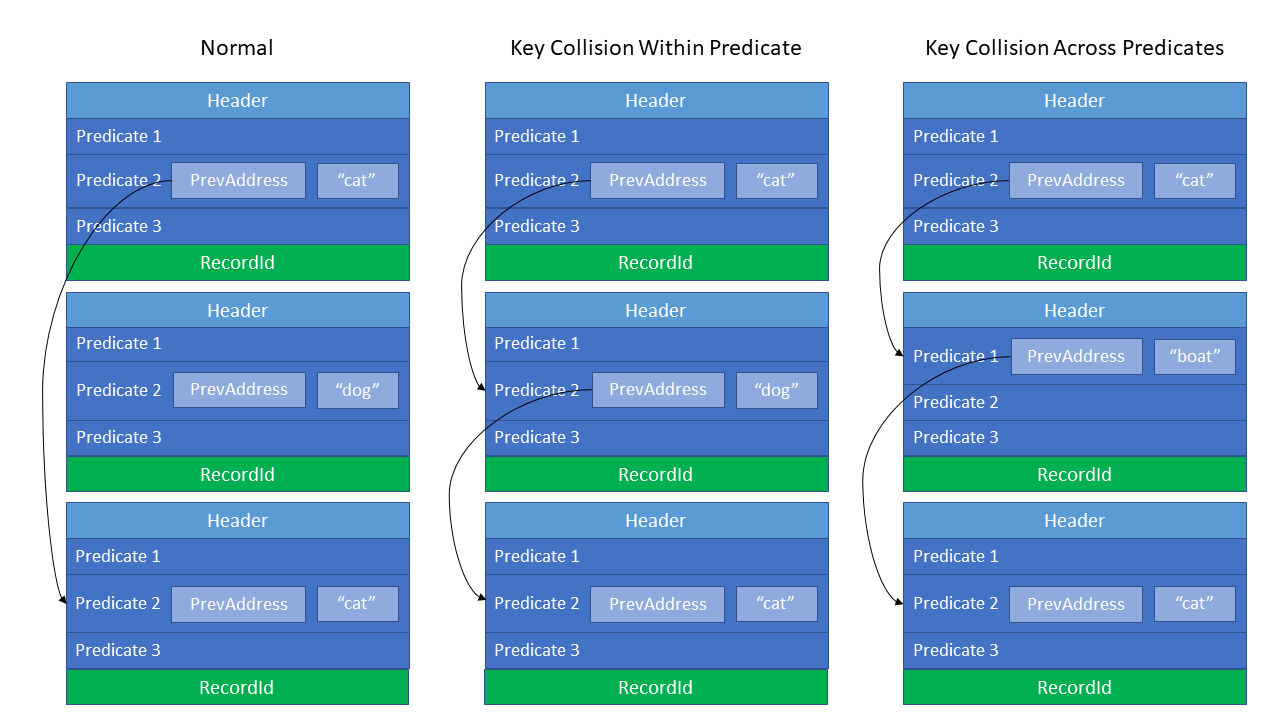 Normal
Header
Predicate 1
Predicate 2 PrevAddress “cat”
Predicate 3
RecordId
Header
Predicate 1
Predicate 2 PrevAddress “dog”
Predicate 3
RecordId
Header
Predicate 1
Predicate 2 PrevAddress “cat”
Predicate 3
RecordId
Key Collision Within Predicate
Header
Predicate 1
Predicate 2 PrevAddress “cat”
Predicate 3
RecordId
Header
Predicate 1
Predicate 2 PrevAddress “dog”
Predicate 3
RecordId
Header
Predicate 1
Predicate 2 PrevAddress “cat”
Predicate 3
RecordId
Key Collision Across Predicates
Header
Predicate 1
Predicate 2 PrevAddress “cat”
Predicate 3
RecordId
Header
Predicate 1 PrevAddress “boat”
Predicate 2
Predicate 3
RecordId
Header
Predicate 1
Predicate 2 PrevAddress “cat”
Predicate 3
RecordId